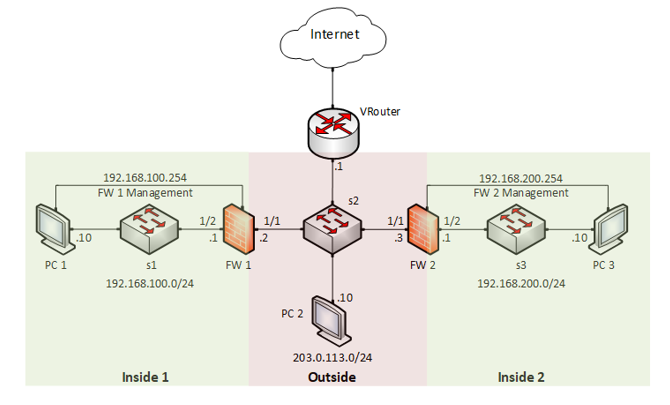 Internet
VRouter
.1
192.168.100.254
FW 1 Management
192.168.200.254
FW 2 Management
s2
1/2
1/1
1/1
1/2
.10
.1
.2
.3
.1
.10
PC 1
s1
FW 1
FW 2
s3
PC 3
192.168.100.0/24
192.168.200.0/24
.10
PC 2
203.0.113.0/24
Inside 1
Outside
Inside 2